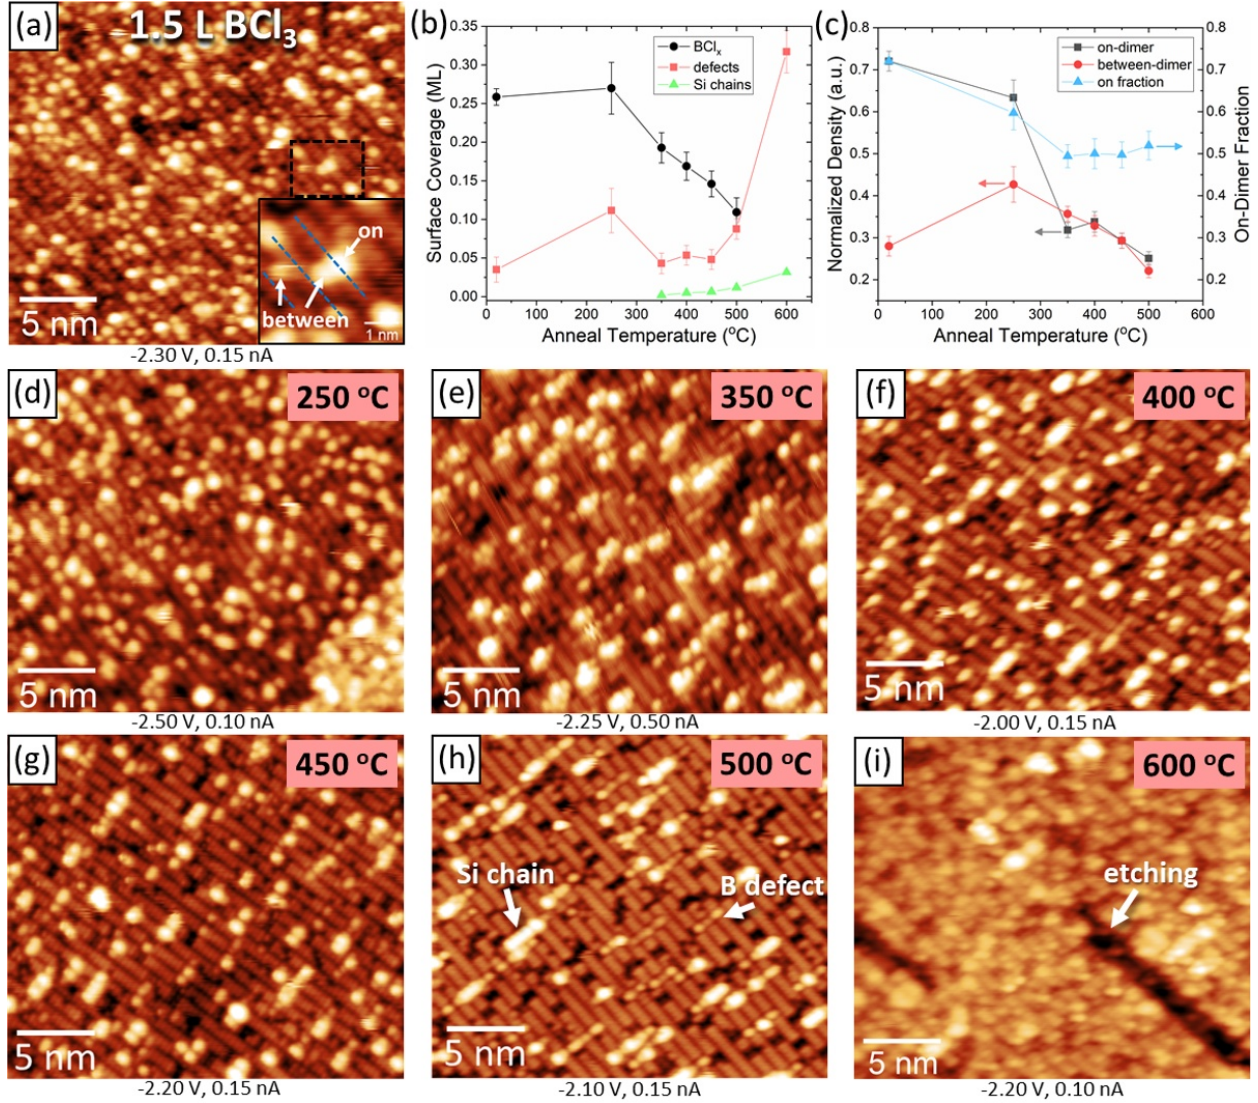 (a)
1.5 L BCl₃
on
between
1 nm
5 nm
-2.30 V, 0.15 nA
(b)
Surface Coverage (ML)
0.35
0.30
0.25
0.20
0.15
0.10
0.05
0.00
BClₓ
defects
Si chains
0 100 200 300 400 500 600
Anneal Temperature (°C)
(c)
Normalized Density (a.u.)
0.8
0.7
0.6
0.5
0.4
0.3
0.2
on-dimer
between-dimer
on fraction
0.8
0.7
0.6
0.5
0.4
0.3
0.2
On-Dimer Fraction
0 100 200 300 400 500 600
Anneal Temperature (°C)
(d)
250 °C
5 nm
-2.50 V, 0.10 nA
(e)
350 °C
5 nm
-2.25 V, 0.50 nA
(f)
400 °C
5 nm
-2.00 V, 0.15 nA
(g)
450 °C
5 nm
-2.20 V, 0.15 nA
(h)
500 °C
Si chain
B defect
5 nm
-2.10 V, 0.15 nA
(i)
600 °C
etching
5 nm
-2.20 V, 0.10 nA